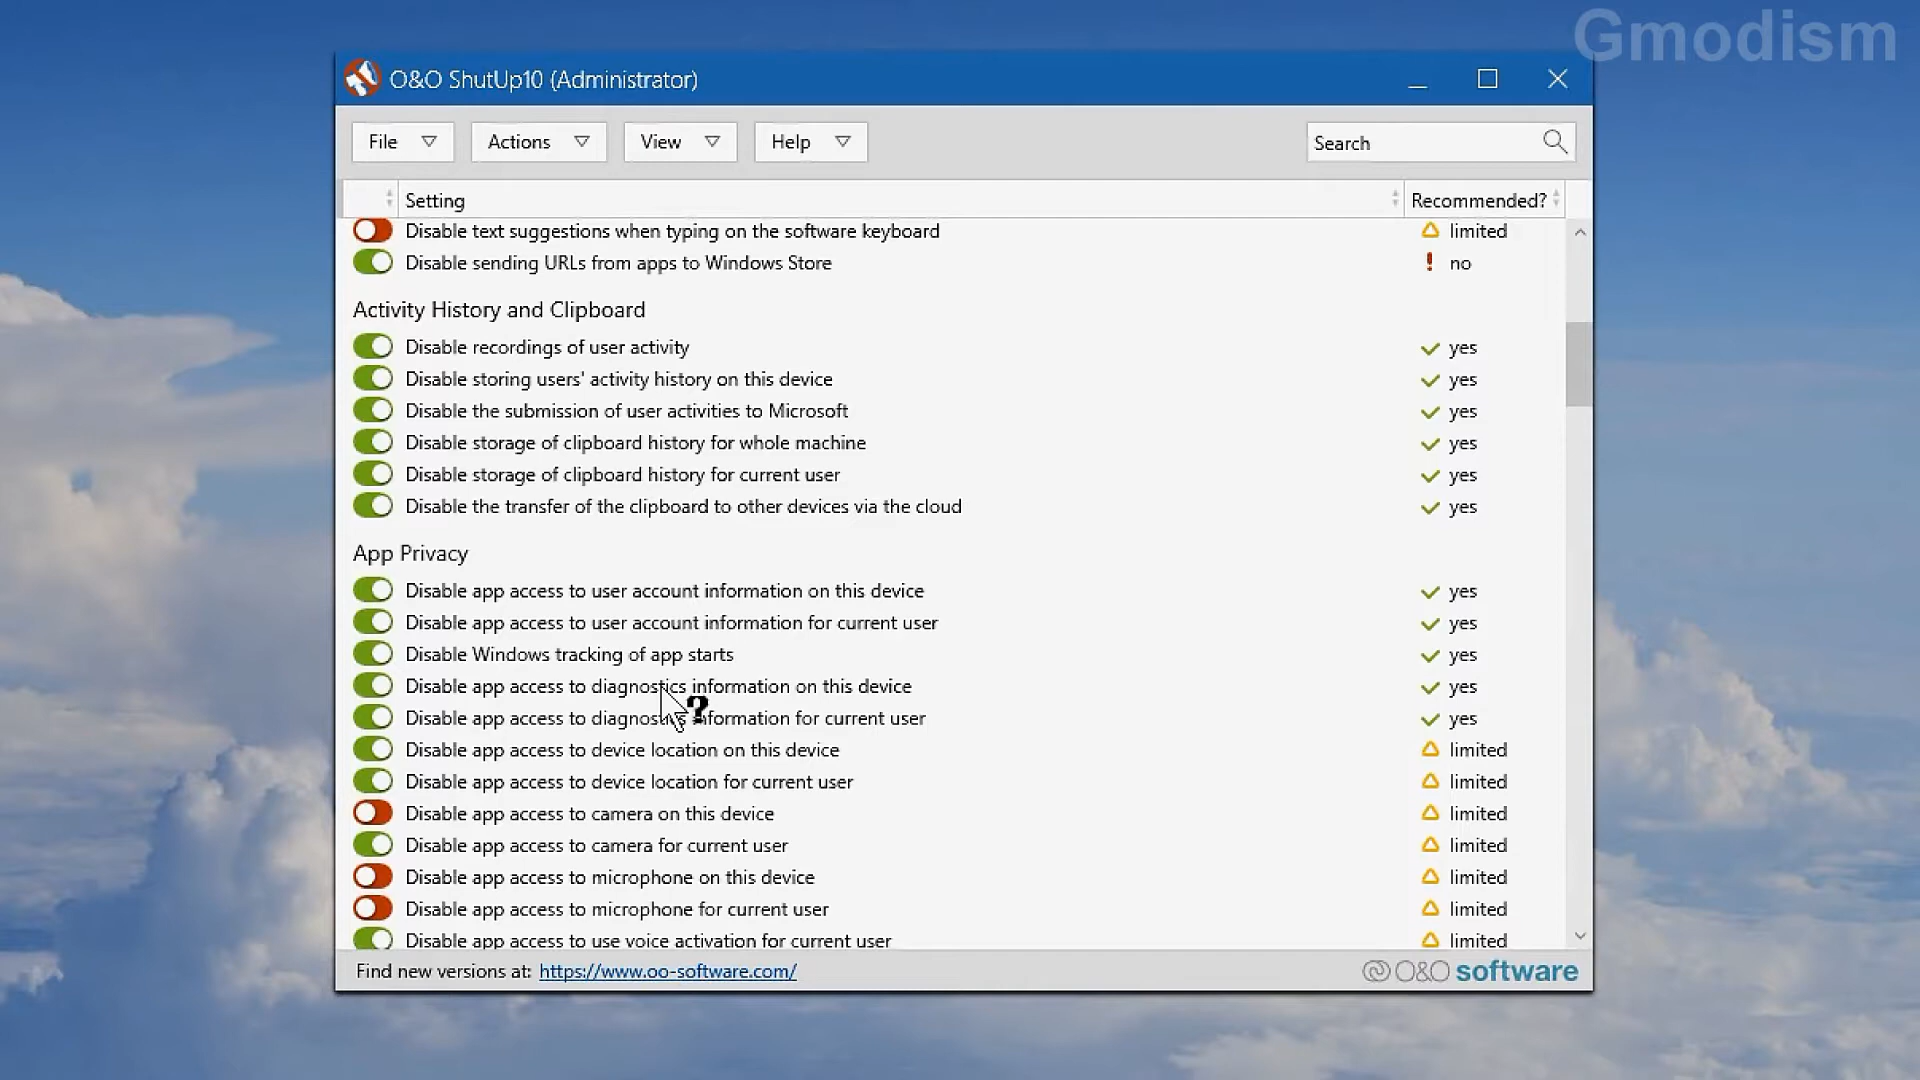 Gmodism
O&O ShutUp10 (Administrator)
File Actions View Help Search
Setting Recommended?
Disable text suggestions when typing on the software keyboard limited
Disable sending URLs from apps to Windows Store no
Activity History and Clipboard
Disable recordings of user activity yes
Disable storing users' activity history on this device yes
Disable the submission of user activities to Microsoft yes
Disable storage of clipboard history for whole machine yes
Disable storage of clipboard history for current user yes
Disable the transfer of the clipboard to other devices via the cloud yes
App Privacy
Disable app access to user account information on this device yes
Disable app access to user account information for current user yes
Disable Windows tracking of app starts yes
Disable app access to diagnostics information on this device yes
Disable app access to diagnostics information for current user yes
Disable app access to device location on this device limited
Disable app access to device location for current user limited
Disable app access to camera on this device limited
Disable app access to camera for current user limited
Disable app access to microphone on this device limited
Disable app access to microphone for current user limited
Disable app access to use voice activation for current user limited
Find new versions at: https://www.oo-software.com/ O&O software